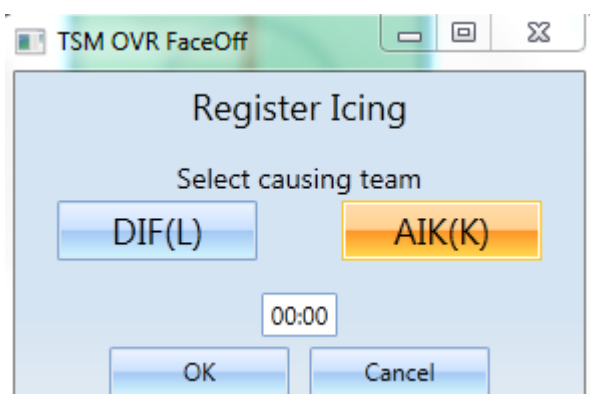 TSM OVR FaceOff
Register Icing
Select causing team
DIF(L) AIK(K)
00:00
OK Cancel